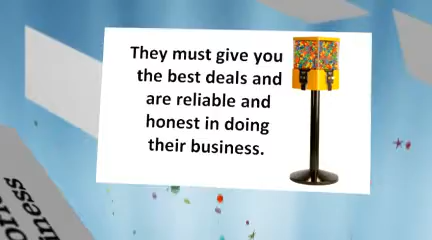 They must give you
the best deals and
are reliable and
honest in doing
their business.